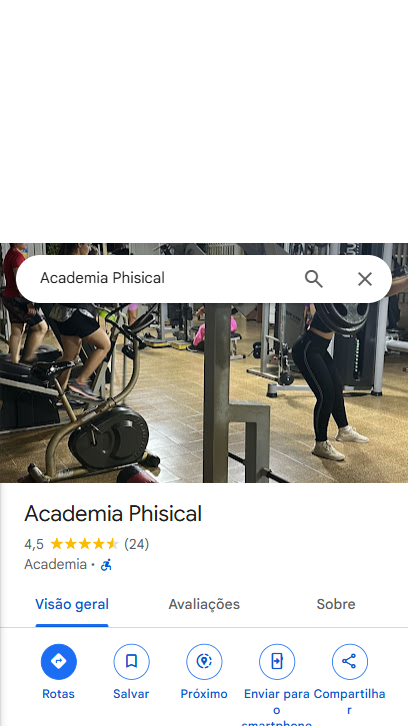 Academia Phisical
Academia Phisical
4,5 (24)
Academia ·
Visão geral
Avaliações
Sobre
Rotas
Salvar
Próximo
Enviar para o smartphone
Compartilhar